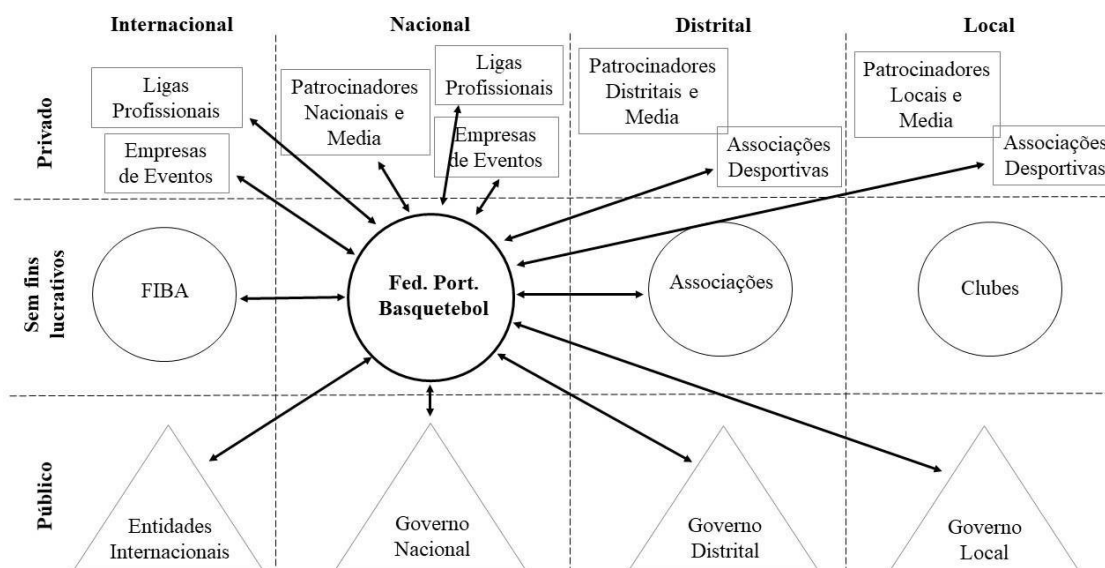 Internacional
Nacional
Distrital
Local
Privado
Ligas
Profissionais
Empresas
de Eventos
Patrocinadores
Nacionais e
Media
Ligas
Profissionais
Empresas
de Eventos
Patrocinadores
Distritais e
Media
Associações
Desportivas
Patrocinadores
Locais e
Media
Associações
Desportivas
Sem fins
lucrativos
FIBA
Fed. Port.
Basquetebol
Associações
Clubes
Público
Entidades
Internacionais
Governo
Nacional
Governo
Distrital
Governo
Local